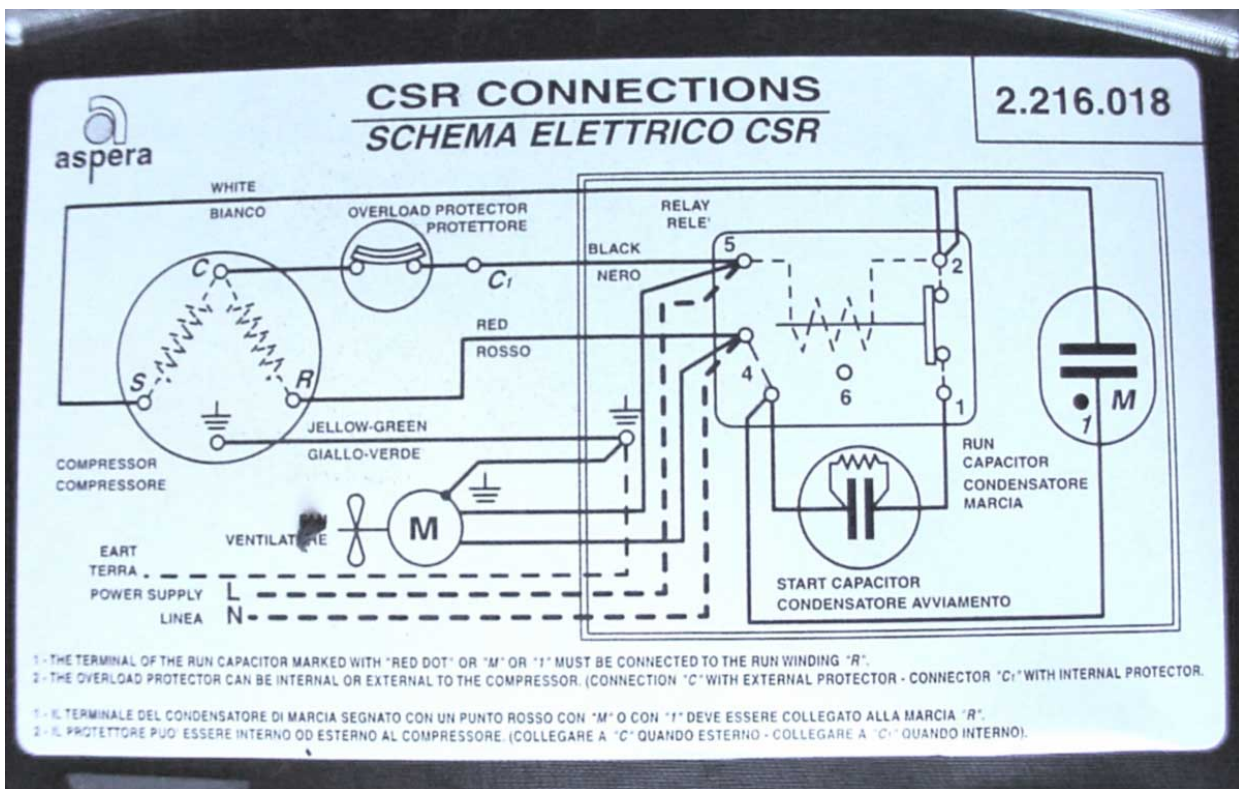 CSR CONNECTIONS
SCHEMA ELETTRICO CSR
2.216.018
a
aspera
WHITE
BIANCO
OVERLOAD PROTECTOR
PROTETTORE
RELAY
RELE'
BLACK
NERO
5
2
C
C1
RED
ROSSO
4
6
1
S
R
M
1
JELLOW-GREEN
GIALLO-VERDE
COMPRESSOR
COMPRESSORE
RUN
CAPACITOR
CONDENSATORE
MARCIA
M
EART
TERRA
POWER SUPPLY L
LINEA N
START CAPACITOR
CONDENSATORE AVVIAMENTO
1 - THE TERMINAL OF THE RUN CAPACITOR MARKED WITH "RED DOT" OR "M" OR "1" MUST BE CONNECTED TO THE RUN WINDING "R".
2 - THE OVERLOAD PROTECTOR CAN BE INTERNAL OR EXTERNAL TO THE COMPRESSOR. (CONNECTION "C" WITH EXTERNAL PROTECTOR - CONNECTOR "C1" WITH INTERNAL PROTECTOR.
1 - IL TERMINALE DEL CONDENSATORE DI MARCIA SEGNATO CON UN PUNTO ROSSO CON "M" O CON "1" DEVE ESSERE COLLEGATO ALLA MARCIA "R".
2 - IL PROTETTORE PUO' ESSERE INTERNO OD ESTERNO AL COMPRESSORE. (COLLEGARE A "C" QUANDO ESTERNO - COLLEGARE A "C1" QUANDO INTERNO).